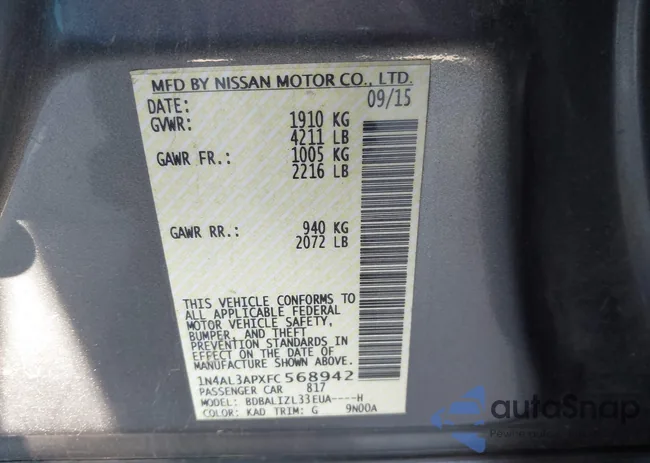 MFD BY NISSAN MOTOR CO., LTD.
DATE: 09/15
GVWR: 1910 KG
4211 LB
GAWR FR.: 1005 KG
2216 LB
GAWR RR.: 940 KG
2072 LB
THIS VEHICLE CONFORMS TO
ALL APPLICABLE FEDERAL
MOTOR VEHICLE SAFETY,
BUMPER, AND THEFT
PREVENTION STANDARDS
IN EFFECT ON THE DATE OF
MANUFACTURE SHOWN ABOVE.
1N4AL3APXFC568942
PASSENGER CAR 817
MODEL: BDBALIZL33EUA----H
COLOR: KAD TRIM: G 9N00A
autoSnap